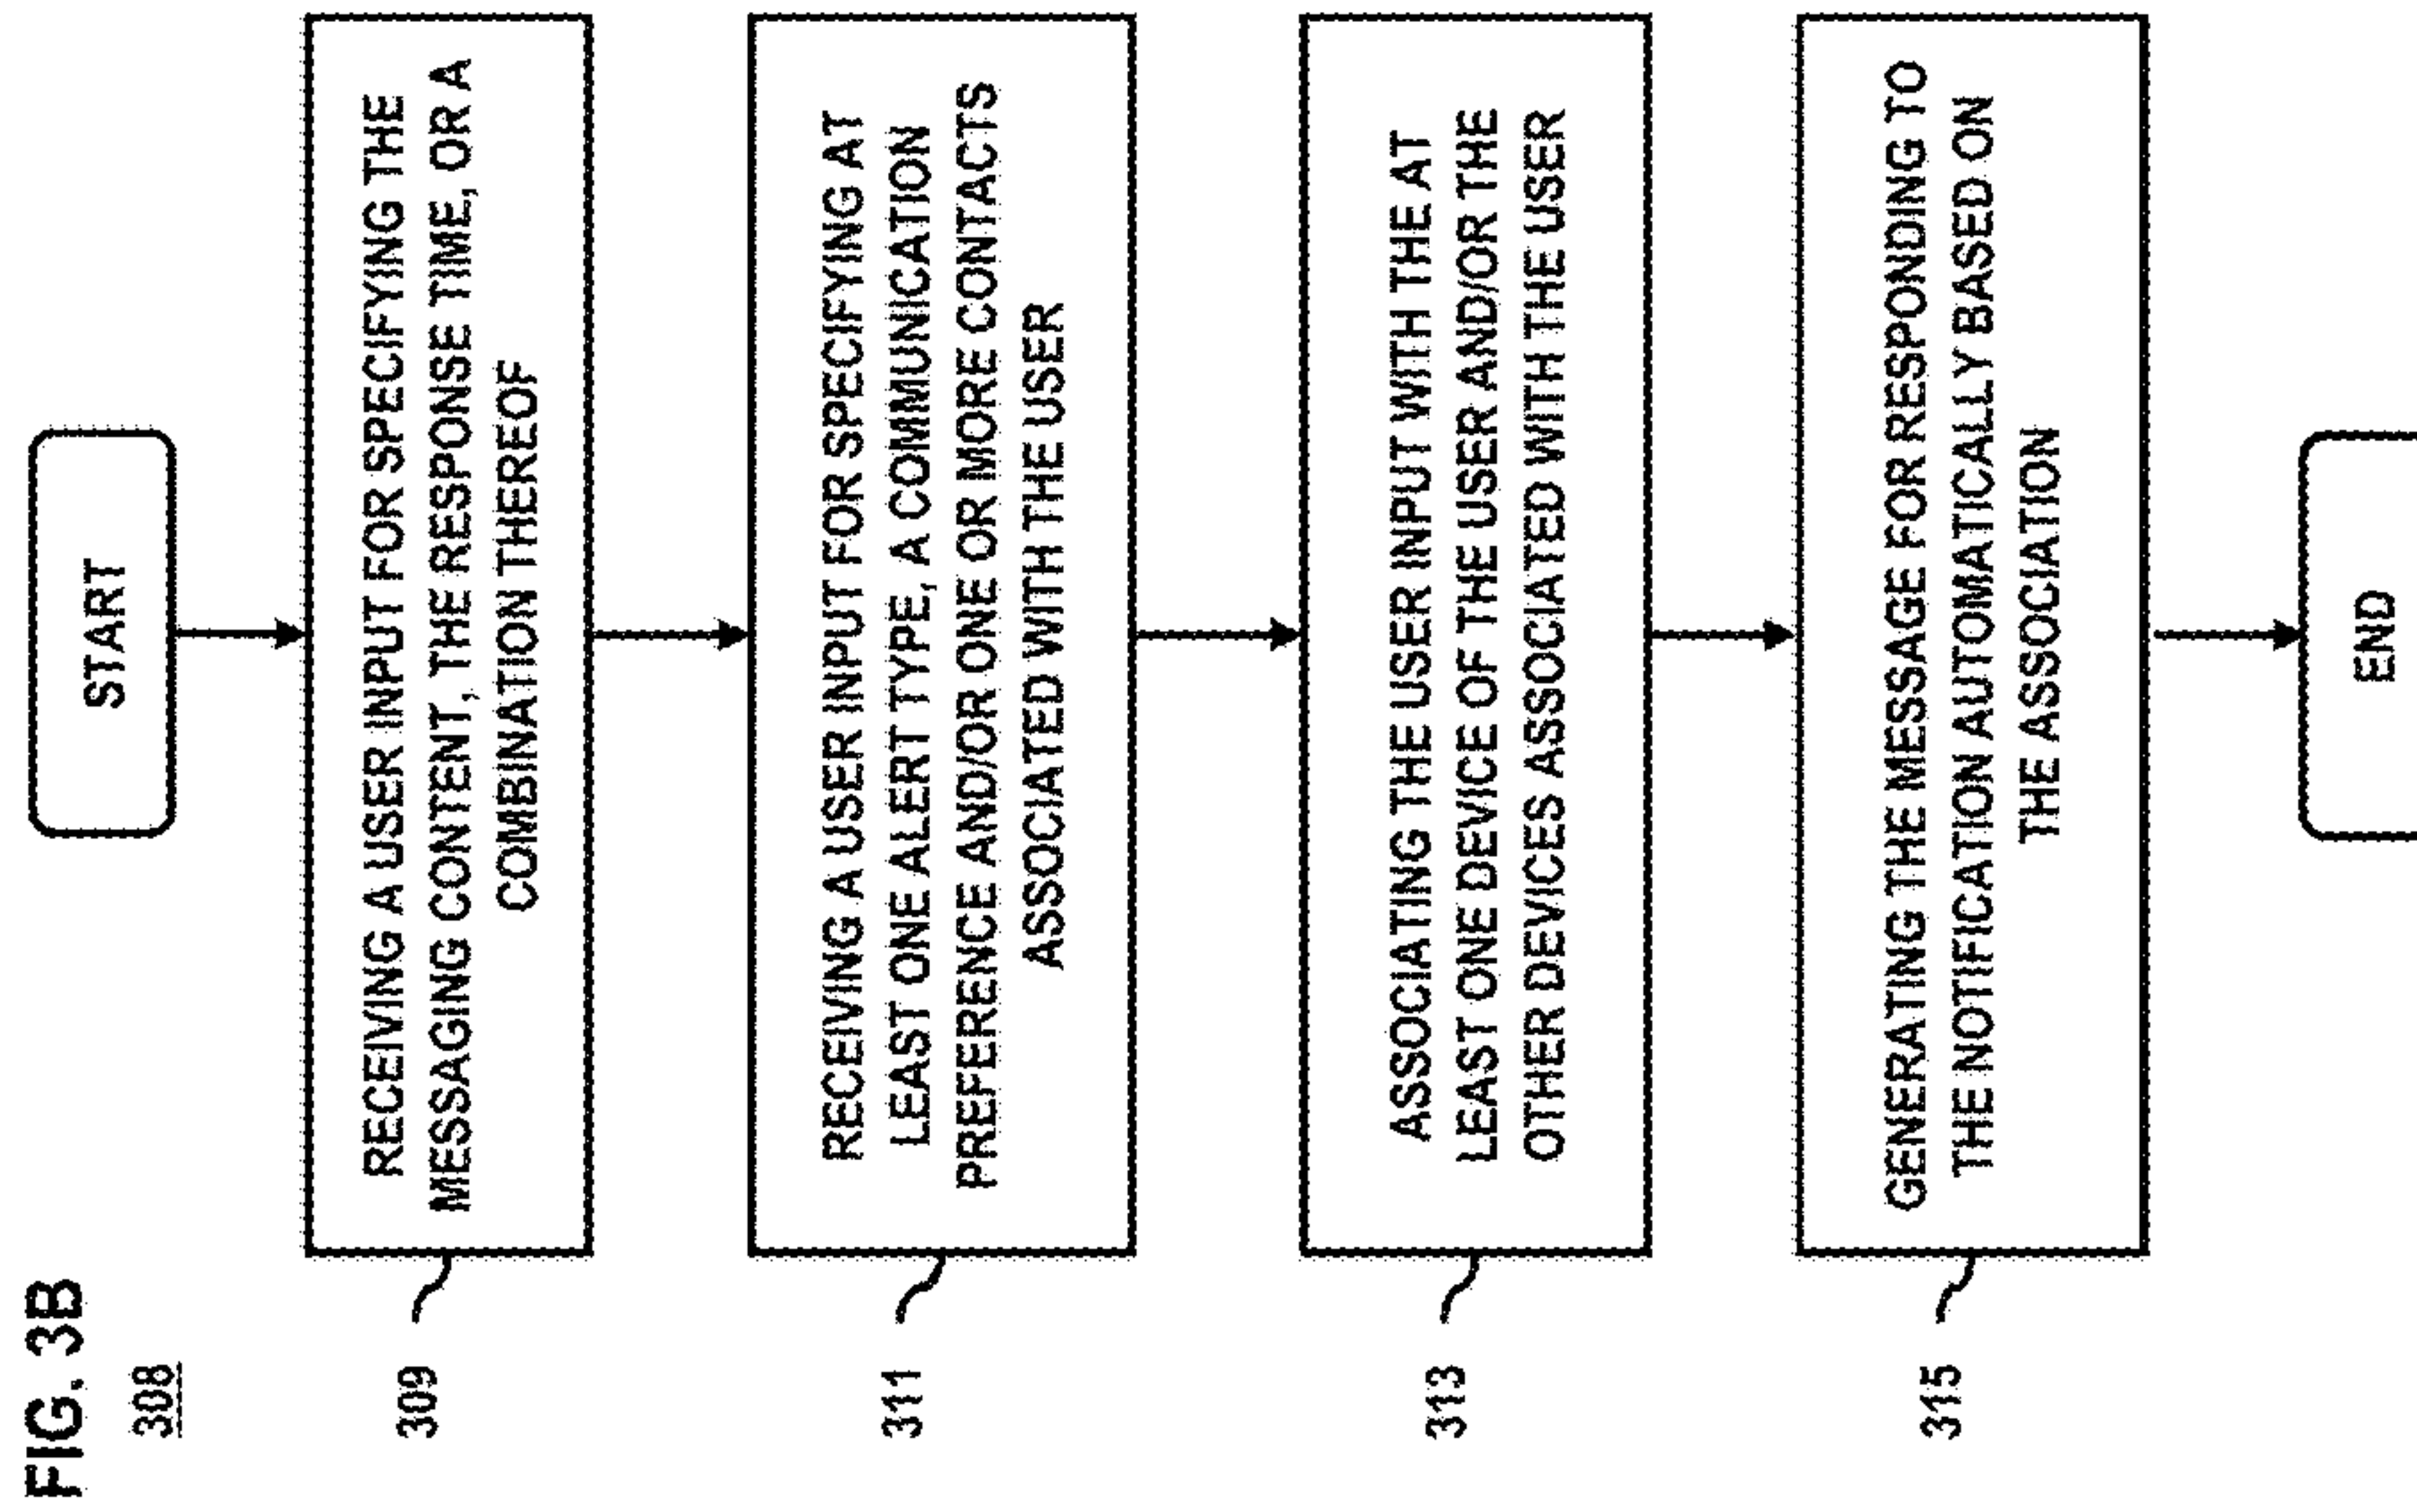 FIG. 3B
308
START
309
RECEIVING A USER INPUT FOR SPECIFYING THE
MESSAGING CONTENT, THE RESPONSE TIME, OR A
COMBINATION THEREOF
311
RECEIVING A USER INPUT FOR SPECIFYING AT
LEAST ONE ALERT TYPE, A COMMUNICATION
PREFERENCE AND/OR ONE OR MORE CONTACTS
ASSOCIATED WITH THE USER
313
ASSOCIATING THE USER INPUT WITH THE AT
LEAST ONE DEVICE OF THE USER AND/OR THE
OTHER DEVICES ASSOCIATED WITH THE USER
315
GENERATING THE MESSAGE FOR RESPONDING TO
THE NOTIFICATION AUTOMATICALLY BASED ON
THE ASSOCIATION
END